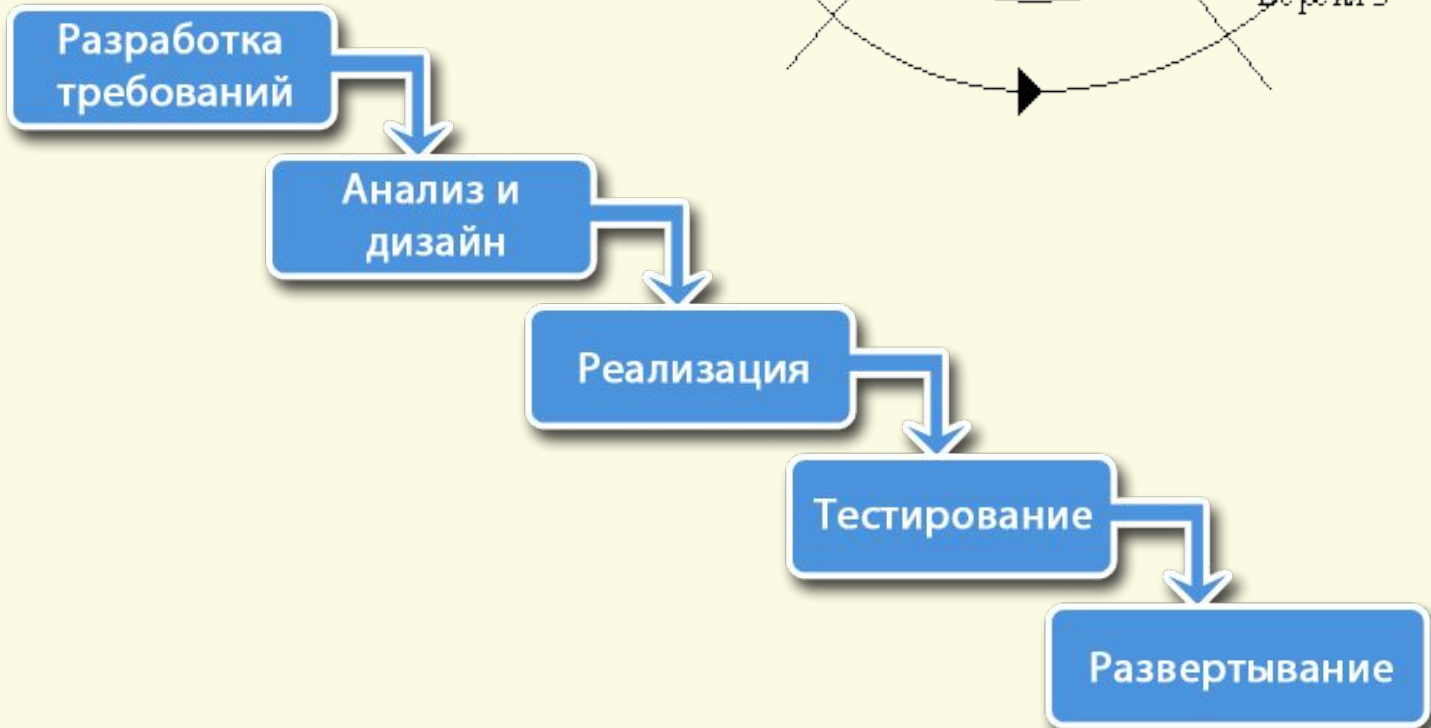 Разработка
требований
Анализ и
дизайн
Реализация
Тестирование
Развертывание